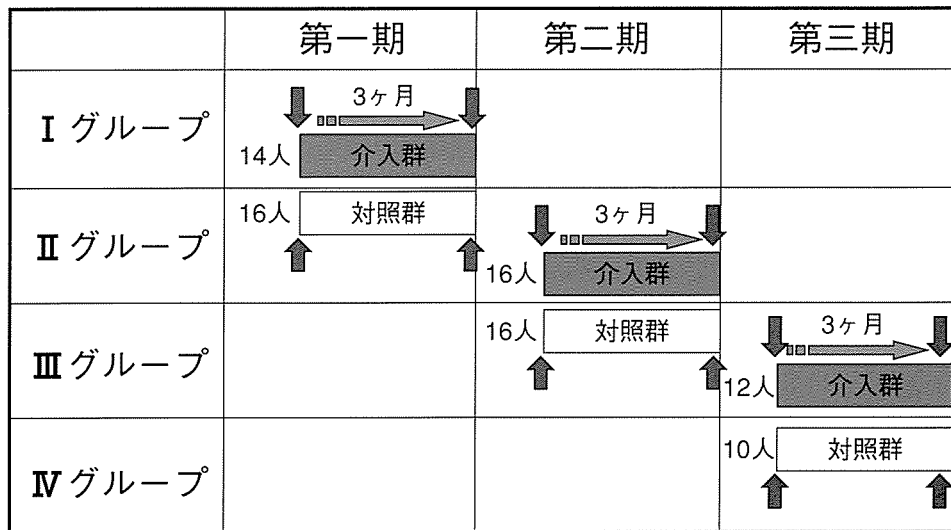 第一期 第二期 第三期
3ヶ月
Ⅰグループ
14人 介入群
16人 対照群
3ヶ月
Ⅱグループ
16人 介入群
16人 対照群
3ヶ月
Ⅲグループ
12人 介入群
10人 対照群
Ⅳグループ